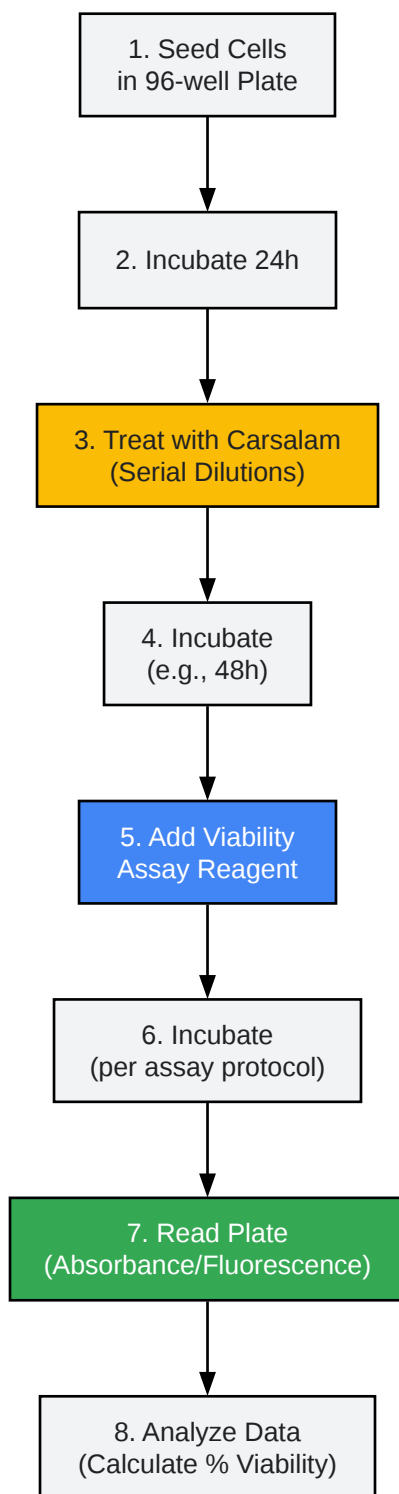 1. Seed Cells
in 96-well Plate
2. Incubate 24h
3. Treat with Carsalam
(Serial Dilutions)
4. Incubate
(e.g., 48h)
5. Add Viability
Assay Reagent
6. Incubate
(per assay protocol)
7. Read Plate
(Absorbance/Fluorescence)
8. Analyze Data
(Calculate % Viability)